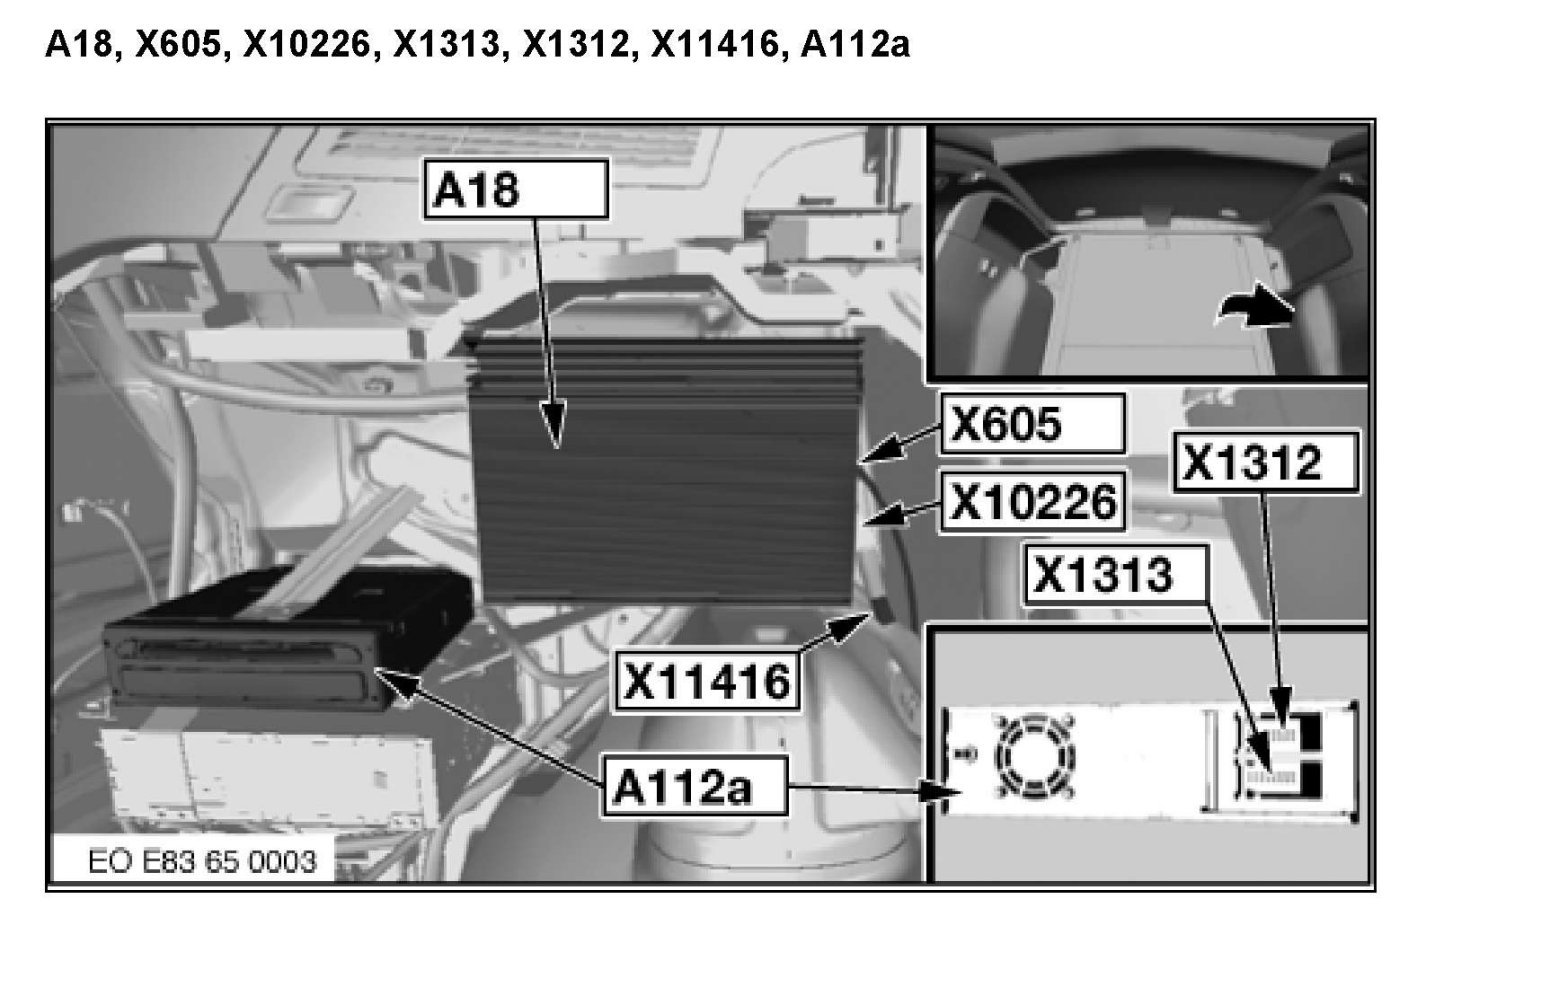 A18, X605, X10226, X1313, X1312, X11416, A112a
A18
X605
X1312
X10226
X1313
X11416
A112a
EO E83 65 0003